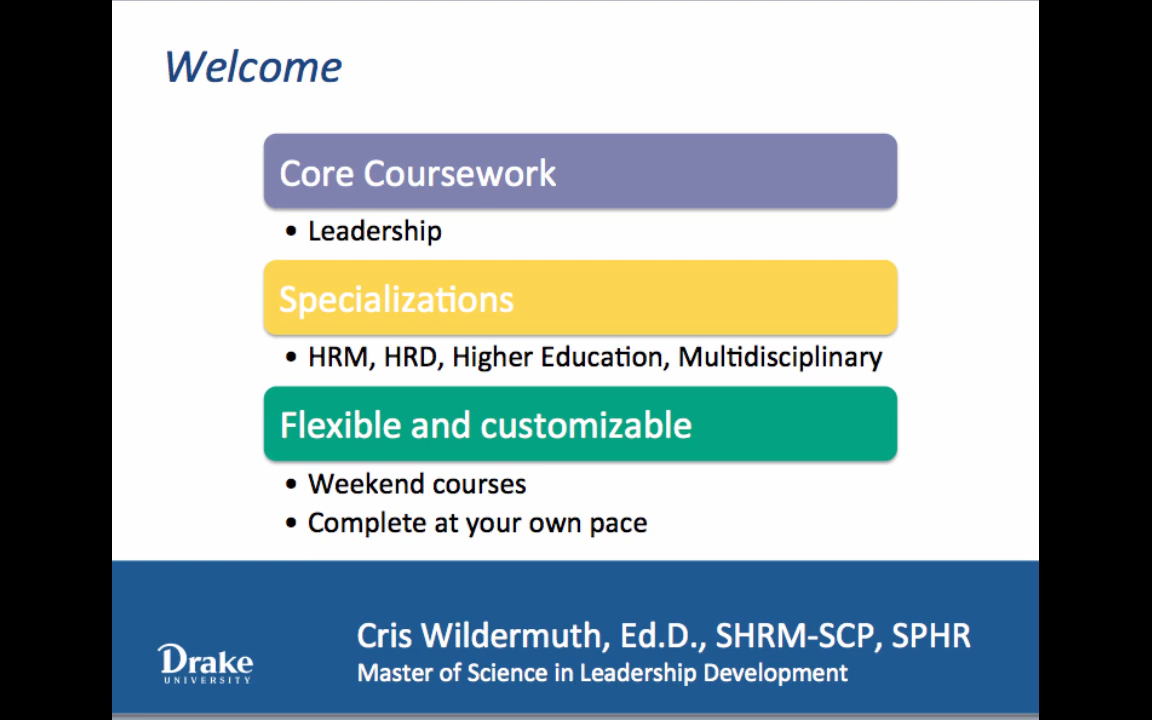 Welcome
Core Coursework
• Leadership
Specializations
• HRM, HRD, Higher Education, Multidisciplinary
Flexible and customizable
• Weekend courses
• Complete at your own pace
Cris Wildermuth, Ed.D., SHRM-SCP, SPHR
Master of Science in Leadership Development
Drake
UNIVERSITY